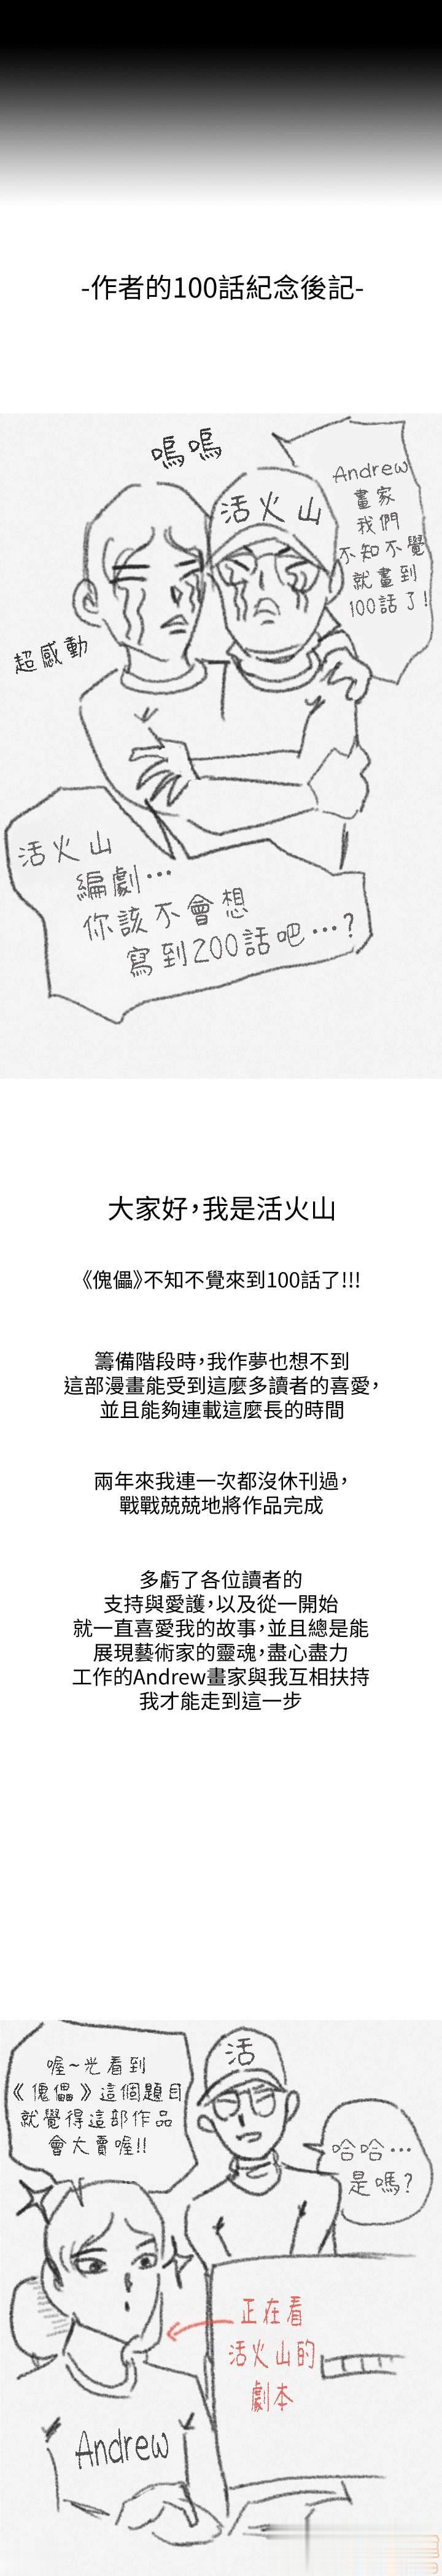 -作者的100話紀念後記-
嗚嗚
活火山
Andrew
畫家
我們
不知不覺
就畫到
100話了!
超感動
活火山
編劇…
你該不會想
寫到200話吧…?
大家好,我是活火山
《傀儡》不知不覺來到100話了!!!
籌備階段時,我作夢也想不到
這部漫畫能受到這麼多讀者的喜愛,
並且能夠連載這麼長的時間
兩年來我連一次都沒休刊過,
戰戰兢兢地將作品完成
多虧了各位讀者的
支持與愛護,以及從一開始
就一直喜愛我的故事,並且總是能
展現藝術家的靈魂,盡心盡力
工作的Andrew畫家與我互相扶持
我才能走到這一步
喔~光看到
《傀儡》這個題目
就覺得這部作品
會大賣喔!!
活
哈哈…
是嗎?
正在看
活火山的
劇本
Andrew